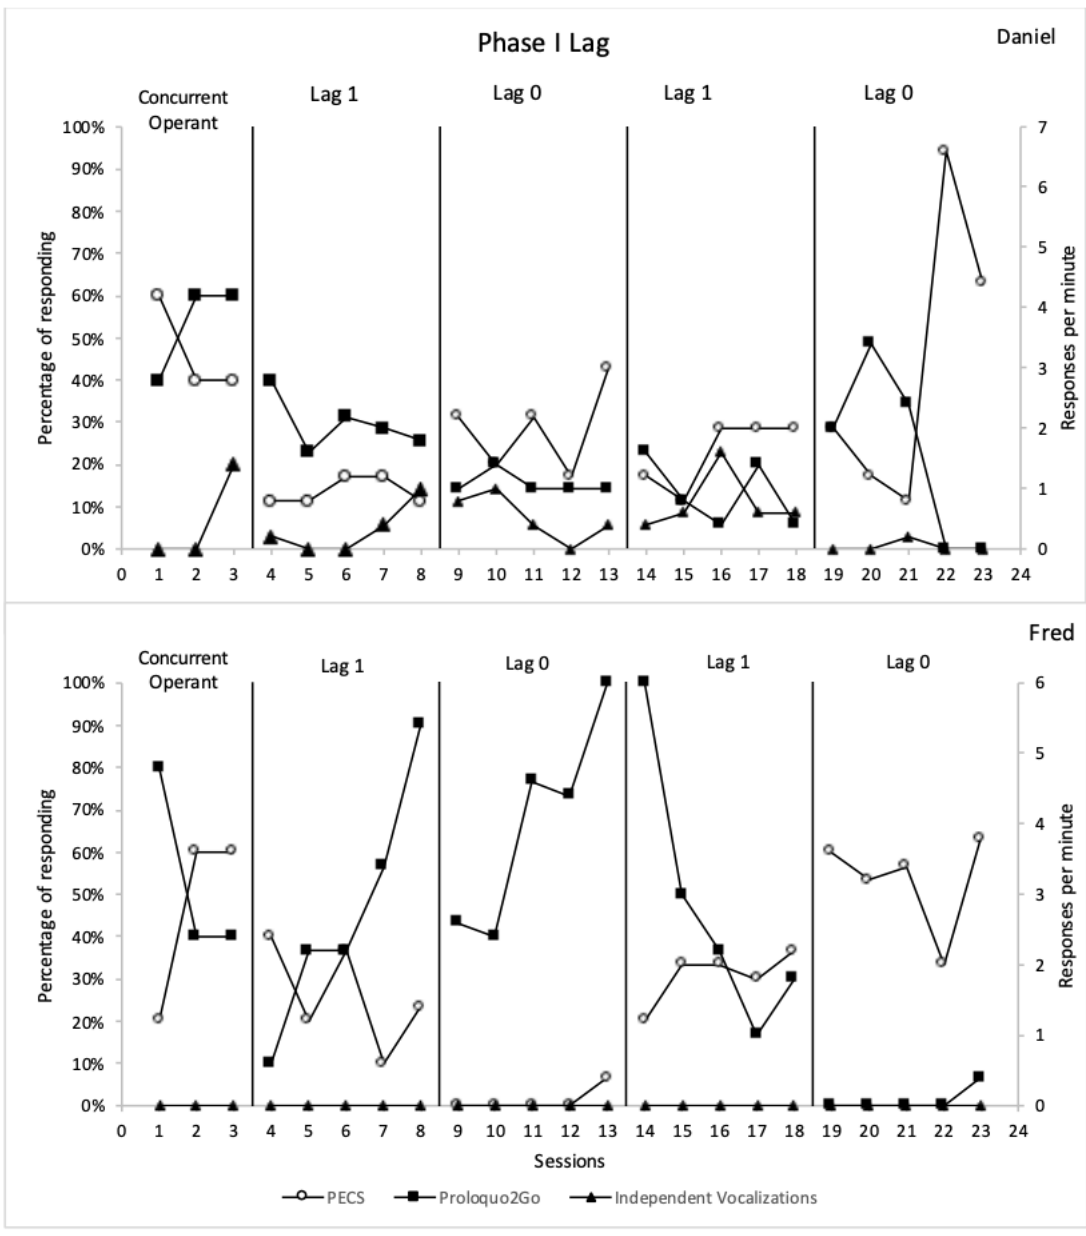 Phase I Lag
Daniel
Concurrent
Operant
Lag 1
Lag 0
Lag 1
Lag 0
Percentage of responding
100%
90%
80%
70%
60%
50%
40%
30%
20%
10%
0%
7
6
5
4
3
2
1
0
Responses per minute
0 1 2 3 4 5 6 7 8 9 10 11 12 13 14 15 16 17 18 19 20 21 22 23 24
Fred
Concurrent
Operant
Lag 1
Lag 0
Lag 1
Lag 0
Percentage of responding
100%
90%
80%
70%
60%
50%
40%
30%
20%
10%
0%
6
5
4
3
2
1
0
Responses per minute
0 1 2 3 4 5 6 7 8 9 10 11 12 13 14 15 16 17 18 19 20 21 22 23 24
Sessions
PECS Proloquo2Go Independent Vocalizations